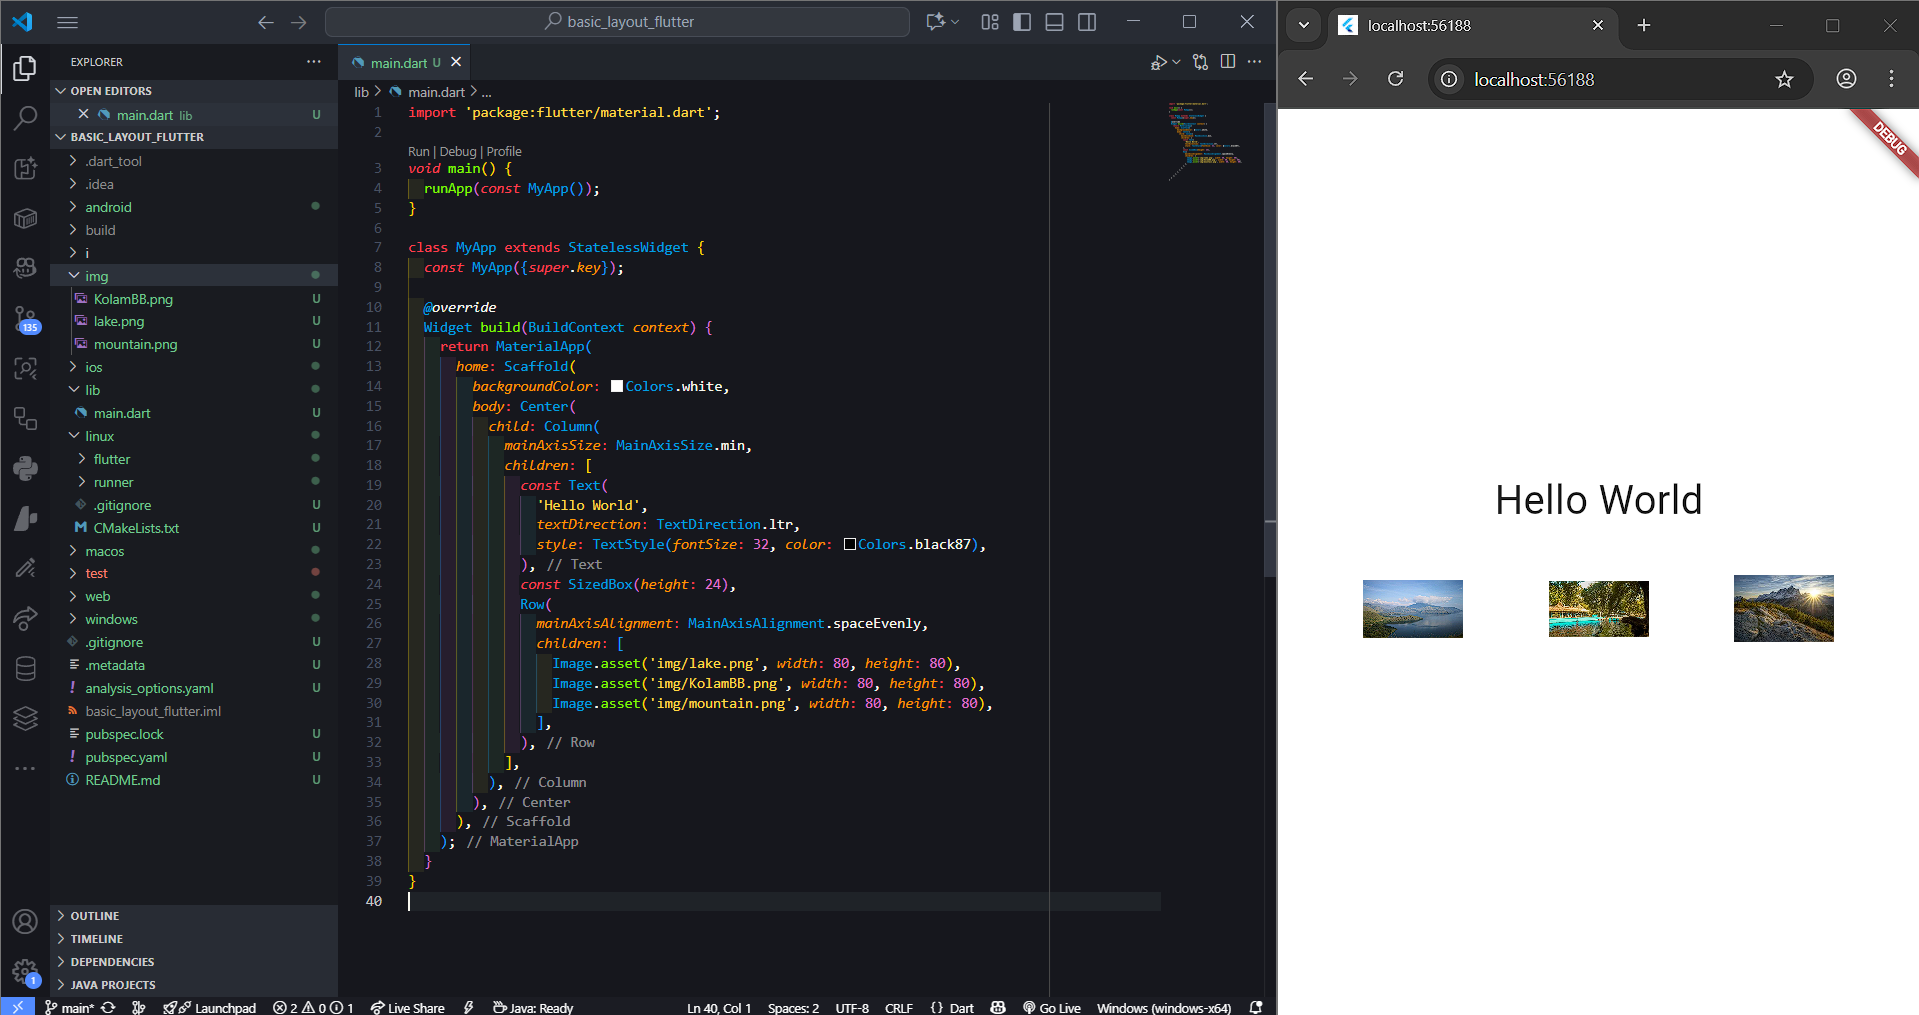 basic_layout_flutter
EXPLORER
OPEN EDITORS
main.dart lib U
BASIC_LAYOUT_FLUTTER
.dart_tool
.idea
android
build
i
img
KolamBB.png U
lake.png U
mountain.png U
ios
lib
main.dart U
linux
flutter
runner
.gitignore U
CMakeLists.txt U
macos
test
web
windows
.gitignore U
.metadata U
analysis_options.yaml U
basic_layout_flutter.iml
pubspec.lock U
pubspec.yaml U
README.md U
OUTLINE
TIMELINE
DEPENDENCIES
JAVA PROJECTS
135
1
main.dart U
lib > main.dart > ...
1 import 'package:flutter/material.dart';
2
Run | Debug | Profile
3 void main() {
4 runApp(const MyApp());
5 }
6
7 class MyApp extends StatelessWidget {
8 const MyApp({super.key});
9
10 @override
11 Widget build(BuildContext context) {
12 return MaterialApp(
13 home: Scaffold(
14 backgroundColor: Colors.white,
15 body: Center(
16 child: Column(
17 mainAxisSize: MainAxisSize.min,
18 children: [
19 const Text(
20 'Hello World',
21 textDirection: TextDirection.ltr,
22 style: TextStyle(fontSize: 32, color: Colors.black87),
23 ), // Text
24 const SizedBox(height: 24),
25 Row(
26 mainAxisAlignment: MainAxisAlignment.spaceEvenly,
27 children: [
28 Image.asset('img/lake.png', width: 80, height: 80),
29 Image.asset('img/KolamBB.png', width: 80, height: 80),
30 Image.asset('img/mountain.png', width: 80, height: 80),
31 ],
32 ), // Row
33 ],
34 ), // Column
35 ), // Center
36 ), // Scaffold
37 ); // MaterialApp
38 }
39 }
40
main* Launchpad 2 0 1 Live Share Java: Ready Ln 40, Col 1 Spaces: 2 UTF-8 CRLF {} Dart Go Live Windows (windows-x64)
localhost:56188
localhost:56188
DEBUG
Hello World